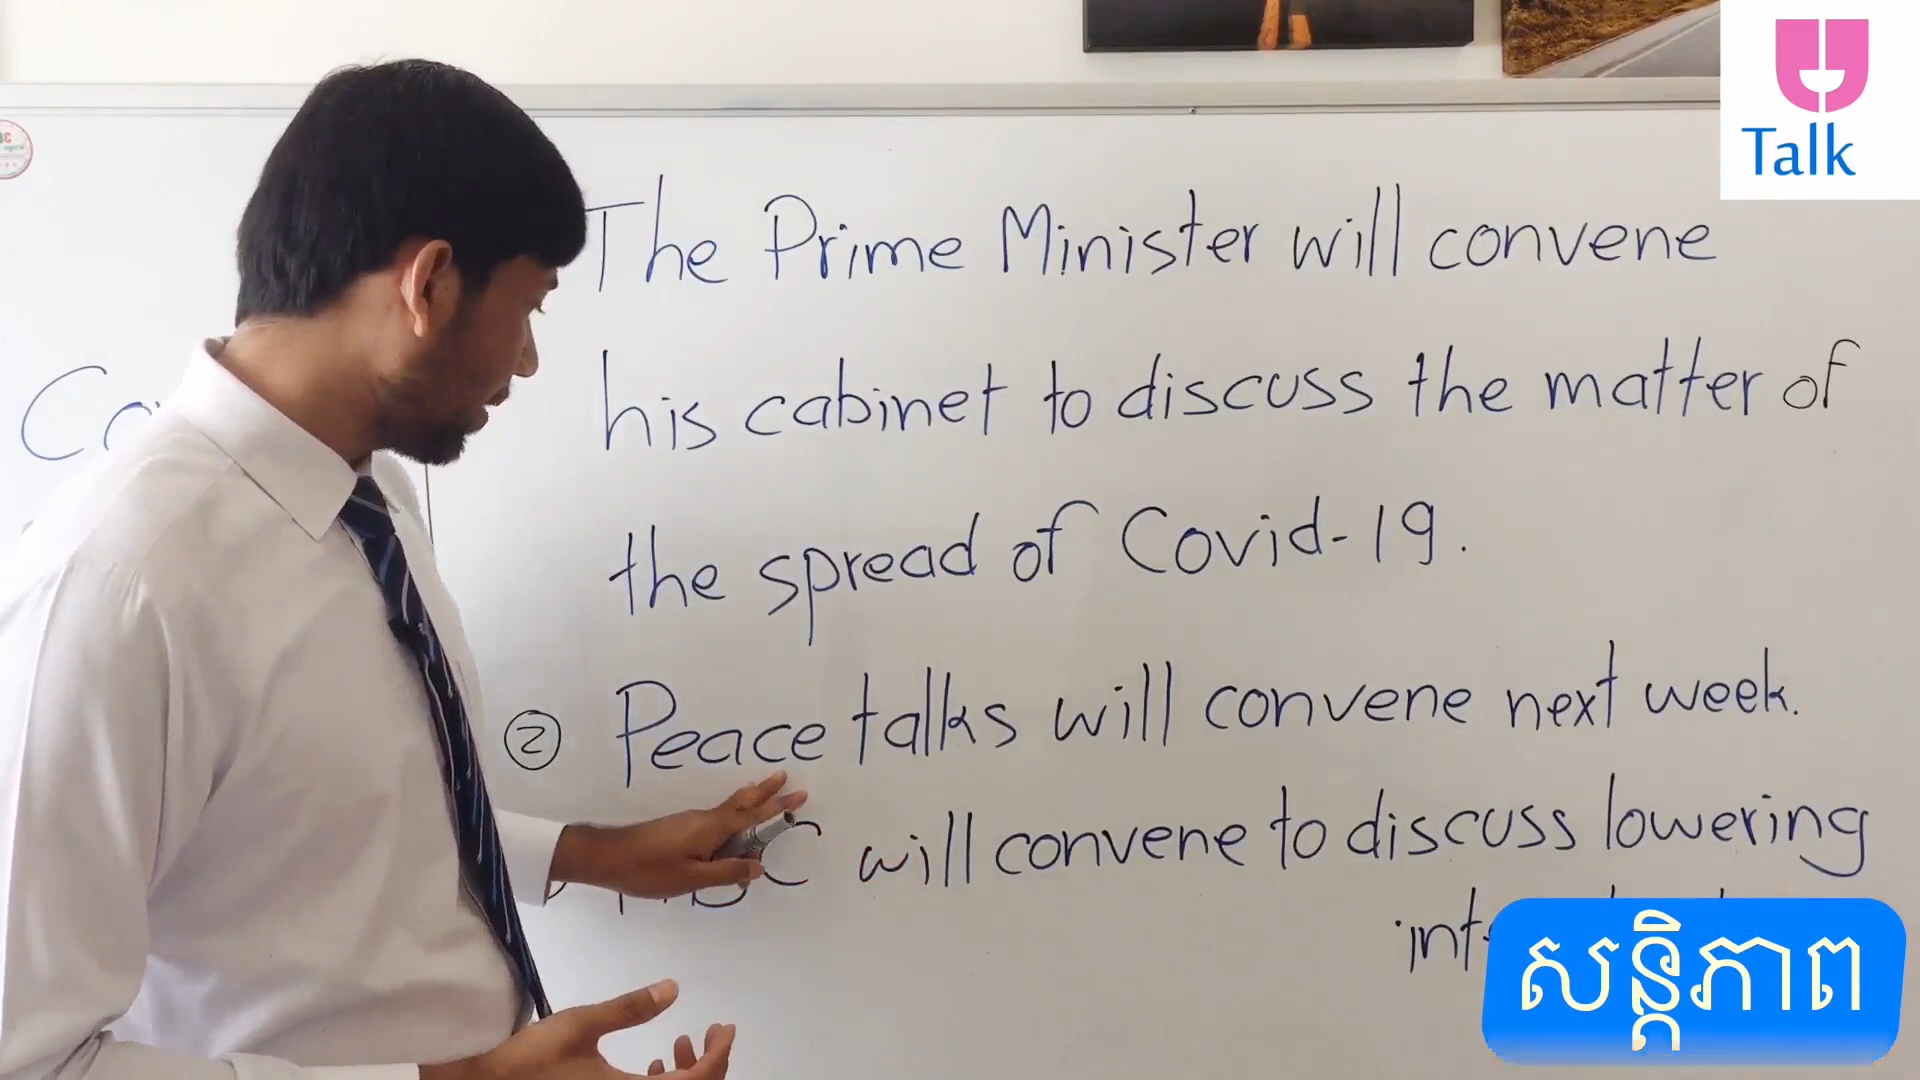 Talk
The Prime Minister will convene
his cabinet to discuss the matter of
the spread of Covid-19.
② Peace talks will convene next week.
will convene to discuss lowering
សន្តិភាព